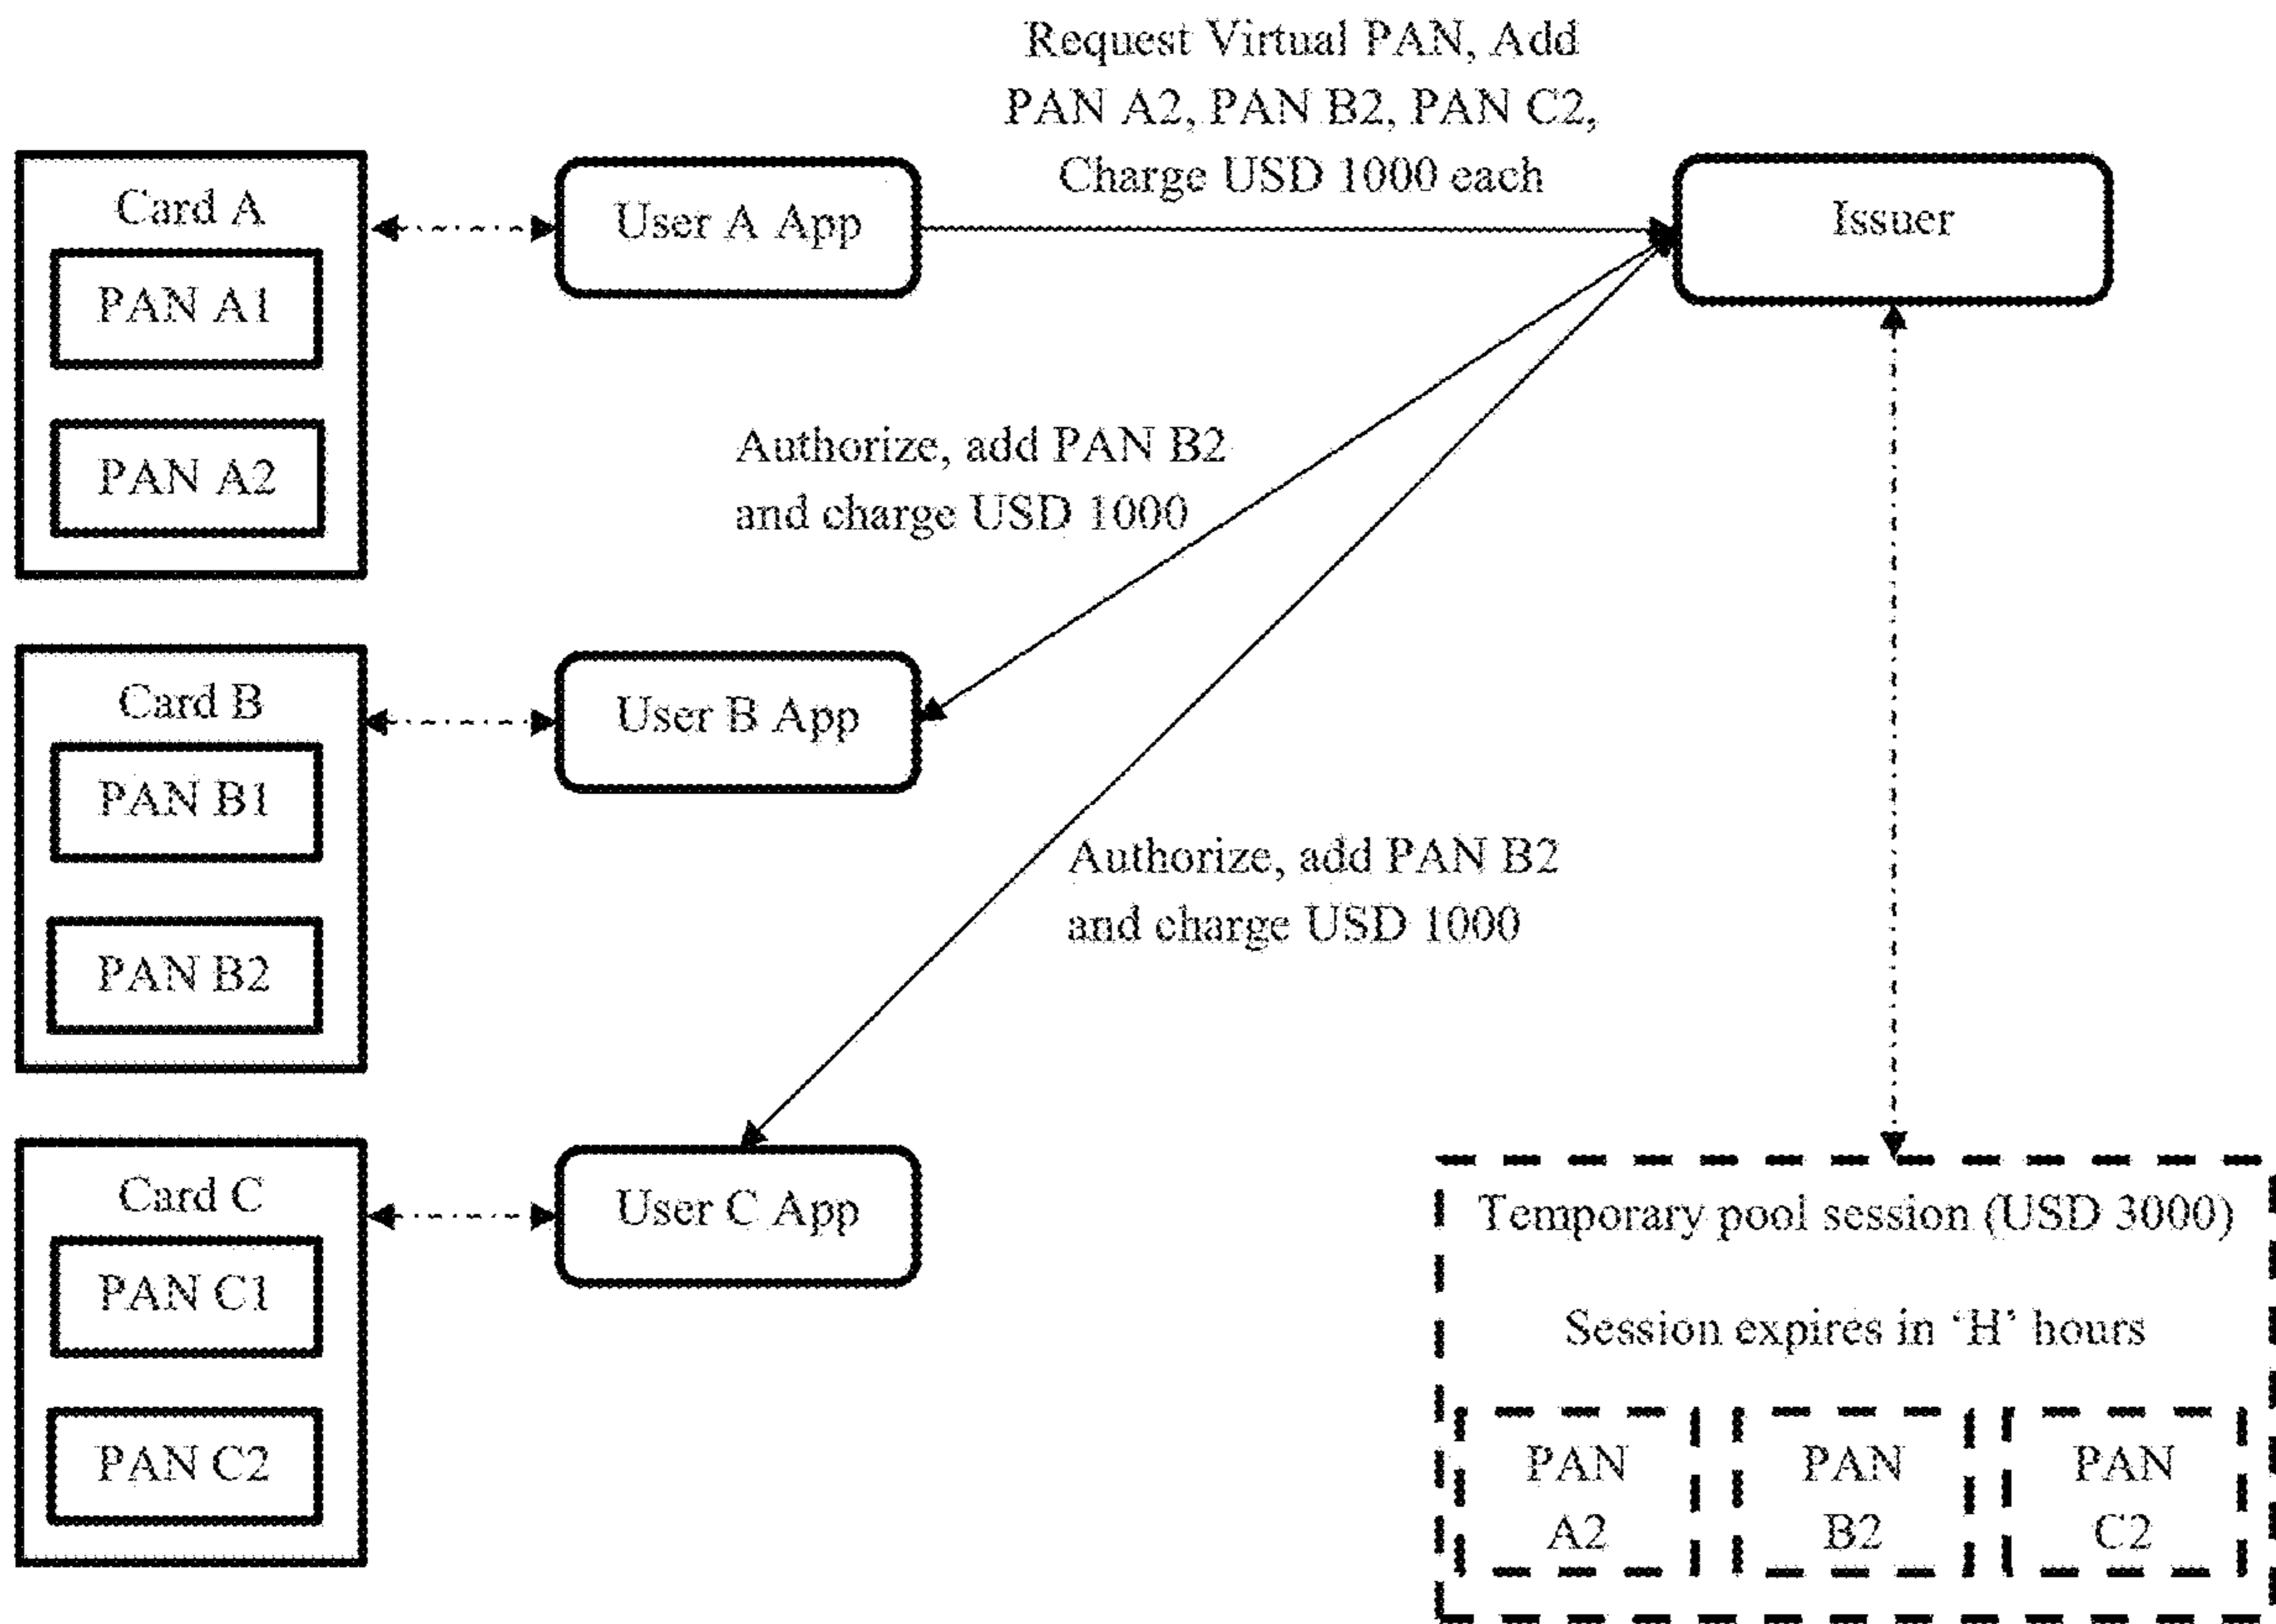 Request Virtual PAN, Add
PAN A2, PAN B2, PAN C2,
Charge USD 1000 each
Card A
PAN A1
PAN A2
User A App
Issuer
Authorize, add PAN B2
and charge USD 1000
Card B
PAN B1
PAN B2
User B App
Authorize, add PAN B2
and charge USD 1000
Card C
PAN C1
PAN C2
User C App
Temporary pool session (USD 3000)
Session expires in ‘H’ hours
PAN
A2
PAN
B2
PAN
C2